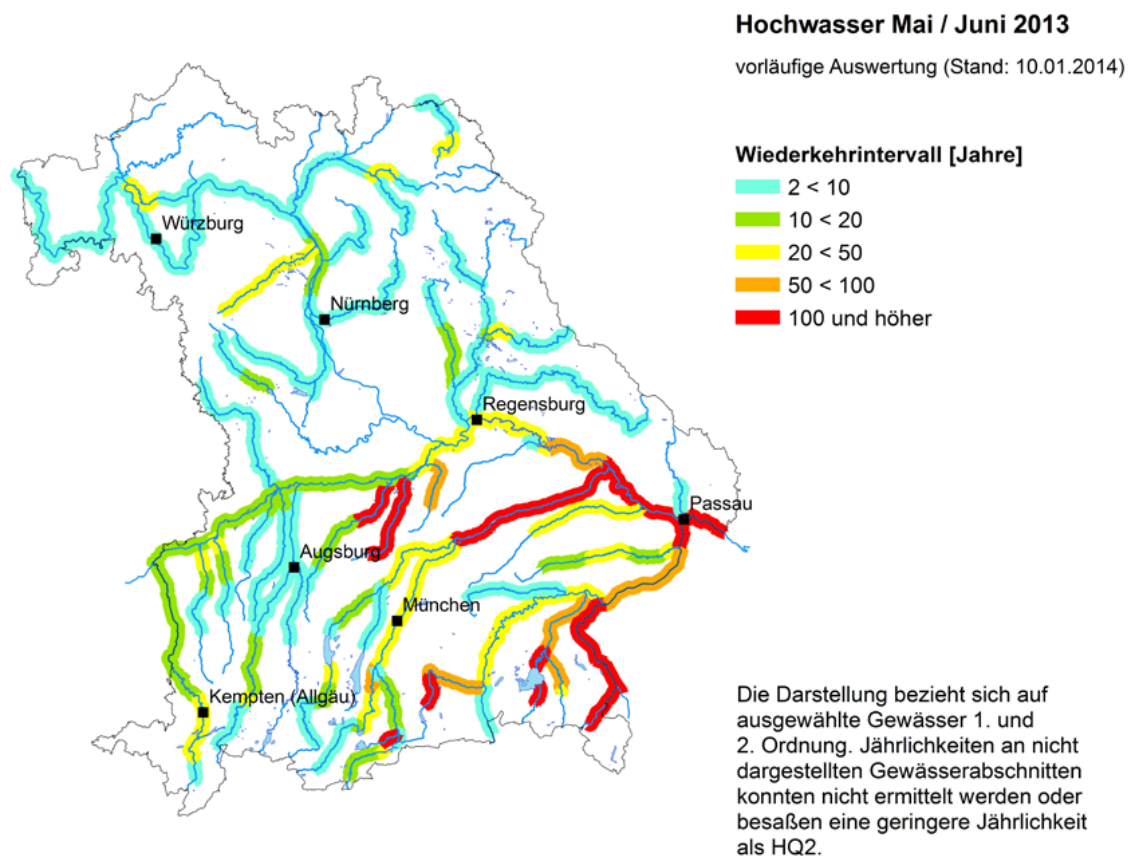 Hochwasser Mai / Juni 2013
vorläufige Auswertung (Stand: 10.01.2014)
Wiederkehrintervall [Jahre]
2 < 10
10 < 20
20 < 50
50 < 100
100 und höher
Würzburg
Nürnberg
Regensburg
Passau
Augsburg
München
Kempten (Allgäu)
Die Darstellung bezieht sich auf
ausgewählte Gewässer 1. und
2. Ordnung. Jährlichkeiten an nicht
dargestellten Gewässerabschnitten
konnten nicht ermittelt werden oder
besaßen eine geringere Jährlichkeit
als HQ2.